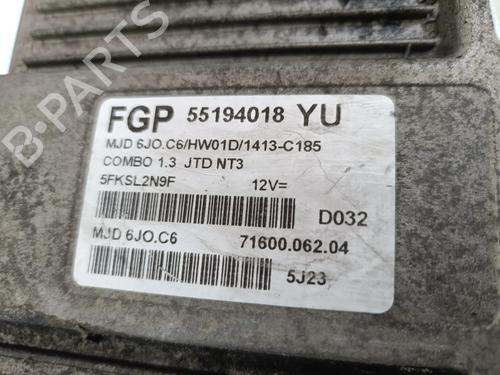 FGP 55194018 YU
MJD 6JO.C6/HW01D/1413-C185
COMBO 1.3 JTD NT3
5FKSL2N9F 12V=
D032
MJD 6JO.C6 71600.062.04
5J23